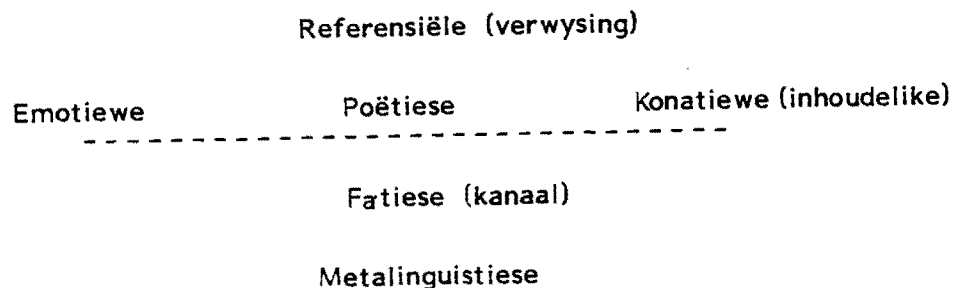 Referensiële (verwysing)
Emotiewe Poëtiese Konatiewe (inhoudelike)
Fatiese (kanaal)
Metalinguistiese